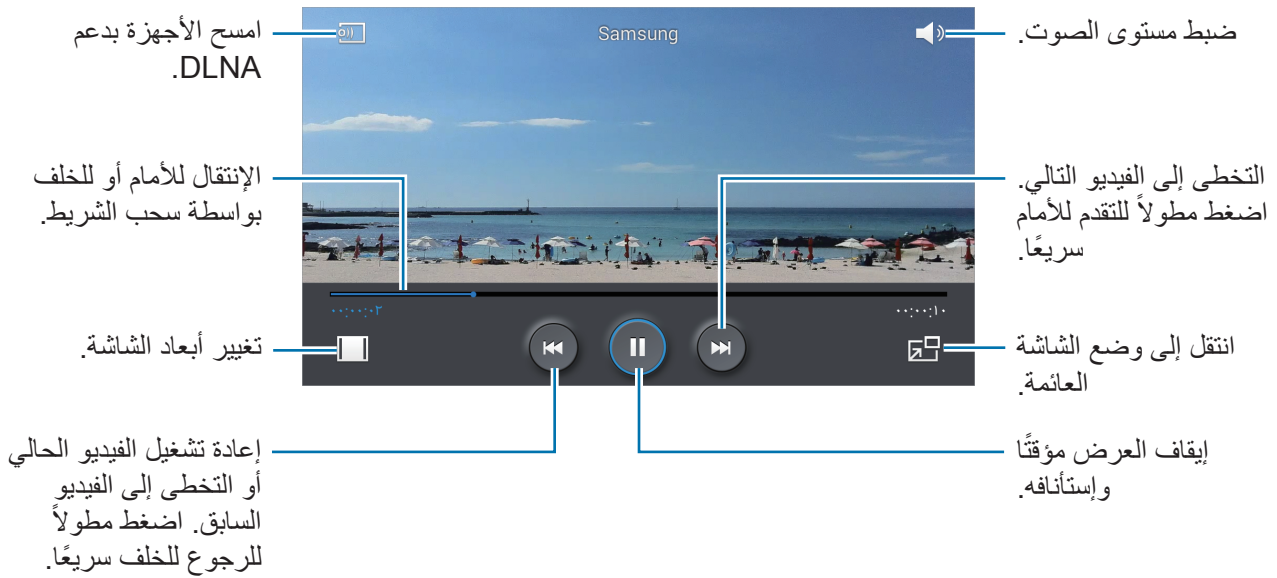 Samsung
ضبط مستوى الصوت.
امسح الأجهزة بدعم
DLNA.
التخطى إلى الفيديو التالي.
اضغط مطولاً للتقدم للأمام
سريعًا.
الإنتقال للأمام أو للخلف
بواسطة سحب الشريط.
٠٠:٠٠:٠٣
٠٠:٠٠:١٠
انتقل إلى وضع الشاشة
العائمة.
تغيير أبعاد الشاشة.
إيقاف العرض مؤقتًا
وإستأنافه.
إعادة تشغيل الفيديو الحالي
أو التخطى إلى الفيديو
السابق. اضغط مطولاً
للرجوع للخلف سريعًا.